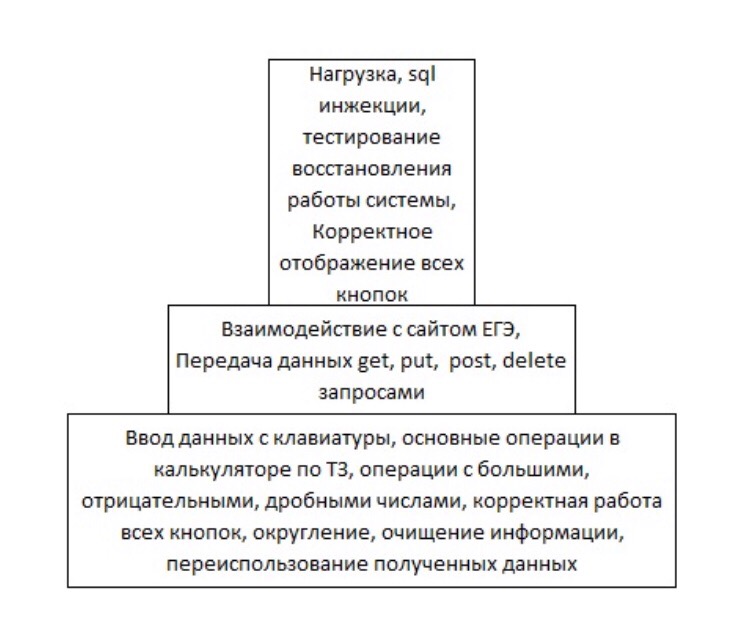 Нагрузка, sql
инжекции,
тестирование
восстановления
работы системы,
Корректное
отображение всех
кнопок
Взаимодействие с сайтом ЕГЭ,
Передача данных get, put, post, delete
запросами
Ввод данных с клавиатуры, основные операции в
калькуляторе по ТЗ, операции с большими,
отрицательными, дробными числами, корректная работа
всех кнопок, округление, очищение информации,
переиспользование полученных данных